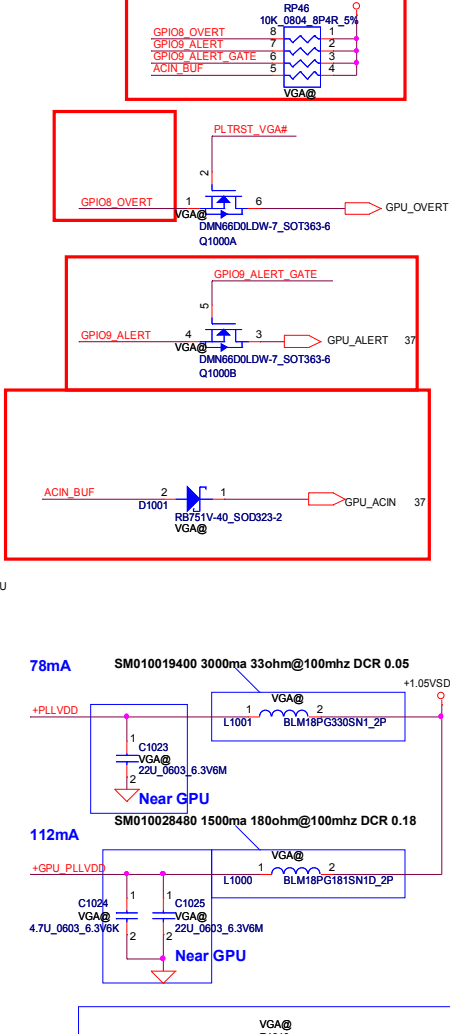 RP46
10K_0804_8P4R_5%
GPIO8_OVERT 8 1
GPIO9_ALERT 7 2
GPIO9_ALERT_GATE 6 3
ACIN_BUF 5 4
VGA@
PLTRST_VGA#
2
GPIO8_OVERT 1 6 GPU_OVERT
VGA@
DMN66D0LDW-7_SOT363-6
Q1000A
GPIO9_ALERT_GATE
5
GPIO9_ALERT 4 3 GPU_ALERT 37
VGA@
DMN66D0LDW-7_SOT363-6
Q1000B
ACIN_BUF 2 1 GPU_ACIN 37
D1001
RB751V-40_SOD323-2
VGA@
U
78mA SM010019400 3000ma 33ohm@100mhz DCR 0.05
+1.05VSD
VGA@
+PLLVDD 1 2
L1001 BLM18PG330SN1_2P
1
C1023
VGA@
22U_0603_6.3V6M
2
Near GPU
SM010028480 1500ma 180ohm@100mhz DCR 0.18
112mA
VGA@
+GPU_PLLVDD 1 2
L1000 BLM18PG181SN1D_2P
1 1
C1024 C1025
VGA@ VGA@
4.7U_0603_6.3V6K 22U_0603_6.3V6M
2 2
Near GPU
VGA@